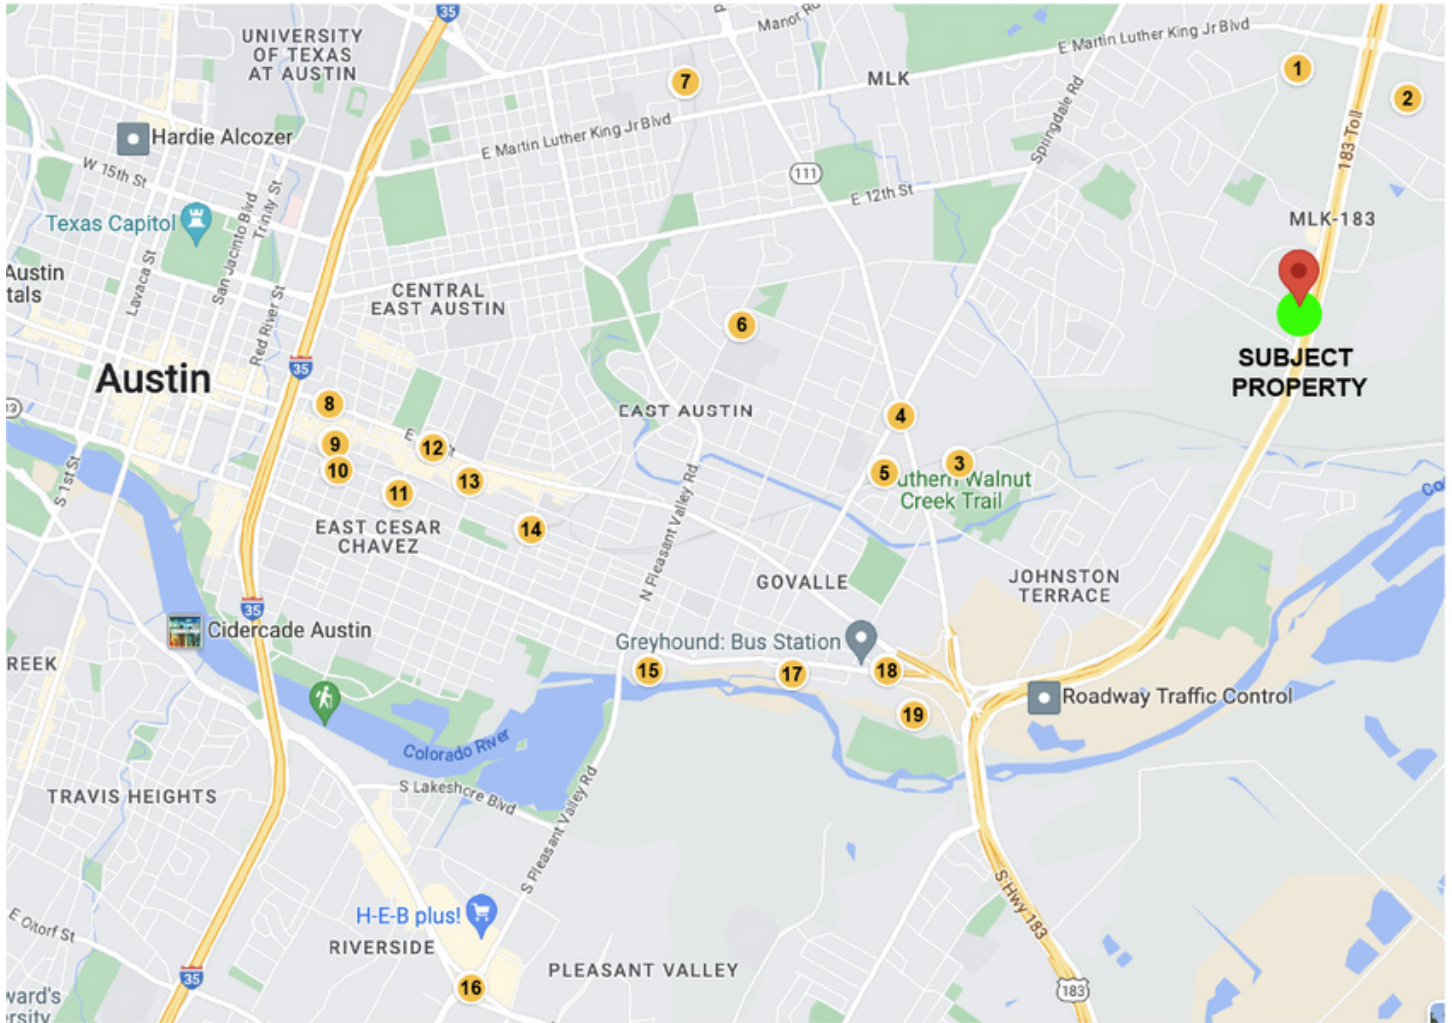 35
UNIVERSITY
OF TEXAS
AT AUSTIN
Manor Rd
E Martin Luther King Jr Blvd
1
2
7
MLK
Hardie Alcozer
E Martin Luther King Jr Blvd
Springdale Rd
183 Toll
W 15th St
111
E 12th St
Texas Capitol
San Jacinto Blvd
Trinity St
MLK-183
Lavaca St
Austin
tals
CENTRAL
EAST AUSTIN
Red River St
6
SUBJECT
PROPERTY
35
Austin
8
EAST AUSTIN
4
9
12
10
13
11
5
3
uthern Walnut
Creek Trail
S 1st St
14
EAST CESAR
CHAVEZ
N Pleasant Valley Rd
GOVALLE
JOHNSTON
TERRACE
35
Cidercade Austin
Greyhound: Bus Station
REEK
15
17
18
Roadway Traffic Control
19
Colorado River
S Lakeshore Blvd
TRAVIS HEIGHTS
S Pleasant Valley Rd
S Hwy 183
H-E-B plus!
E Oltorf St
RIVERSIDE
PLEASANT VALLEY
35
16
183
ward's
ersity